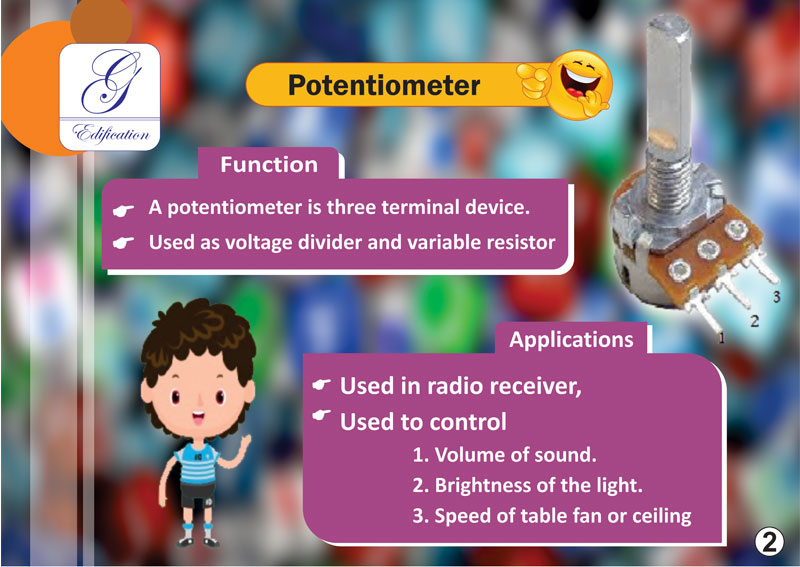 G
Edification
Potentiometer
Function
A potentiometer is three terminal device.
Used as voltage divider and variable resistor
1
2
3
Applications
Used in radio receiver,
Used to control
1. Volume of sound.
2. Brightness of the light.
3. Speed of table fan or ceiling
2